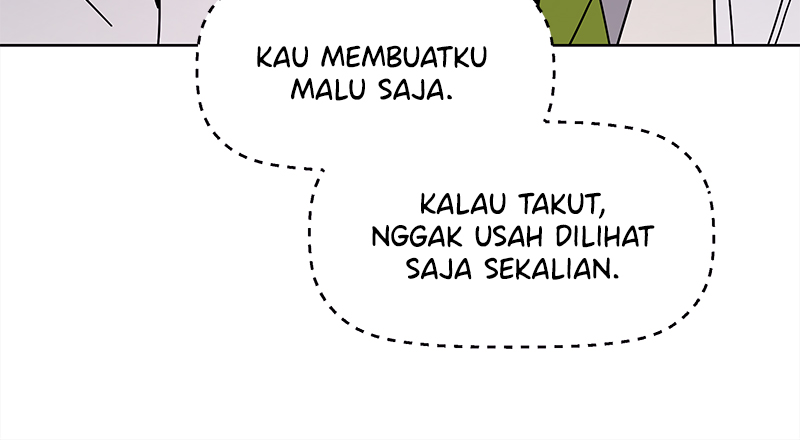 KAU MEMBUATKU
MALU SAJA.
KALAU TAKUT,
NGGAK USAH DILIHAT
SAJA SEKALIAN.